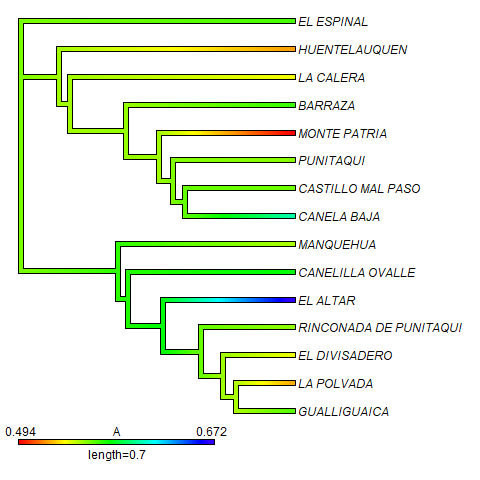 EL ESPINAL
HUENTELAUQUEN
LA CALERA
BARRAZA
MONTE PATRIA
PUNITAQUI
CASTILLO MAL PASO
CANELA BAJA
MANQUEHUA
CANELILLA OVALLE
EL ALTAR
RINCONADA DE PUNITAQUI
EL DIVISADERO
LA POLVADA
GUALLIGUAICA
0.494 A 0.672
length=0.7